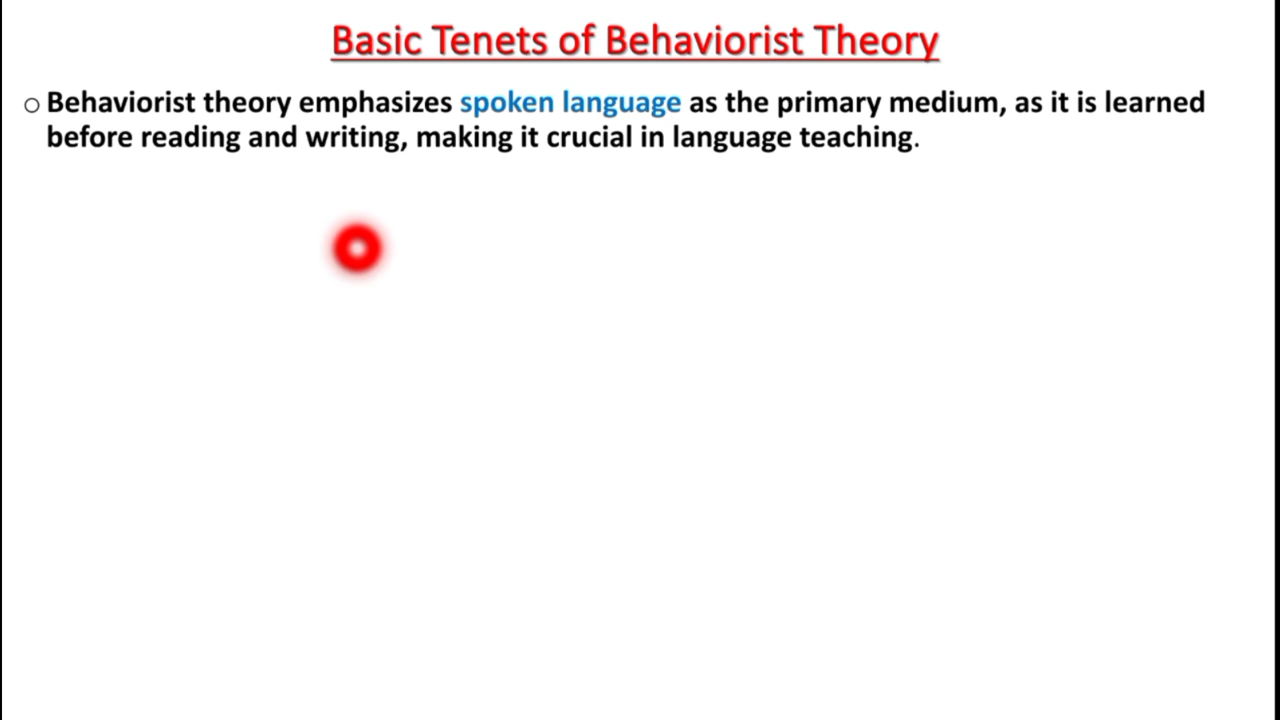 Basic Tenets of Behaviorist Theory
○ Behaviorist theory emphasizes spoken language as the primary medium, as it is learned
before reading and writing, making it crucial in language teaching.